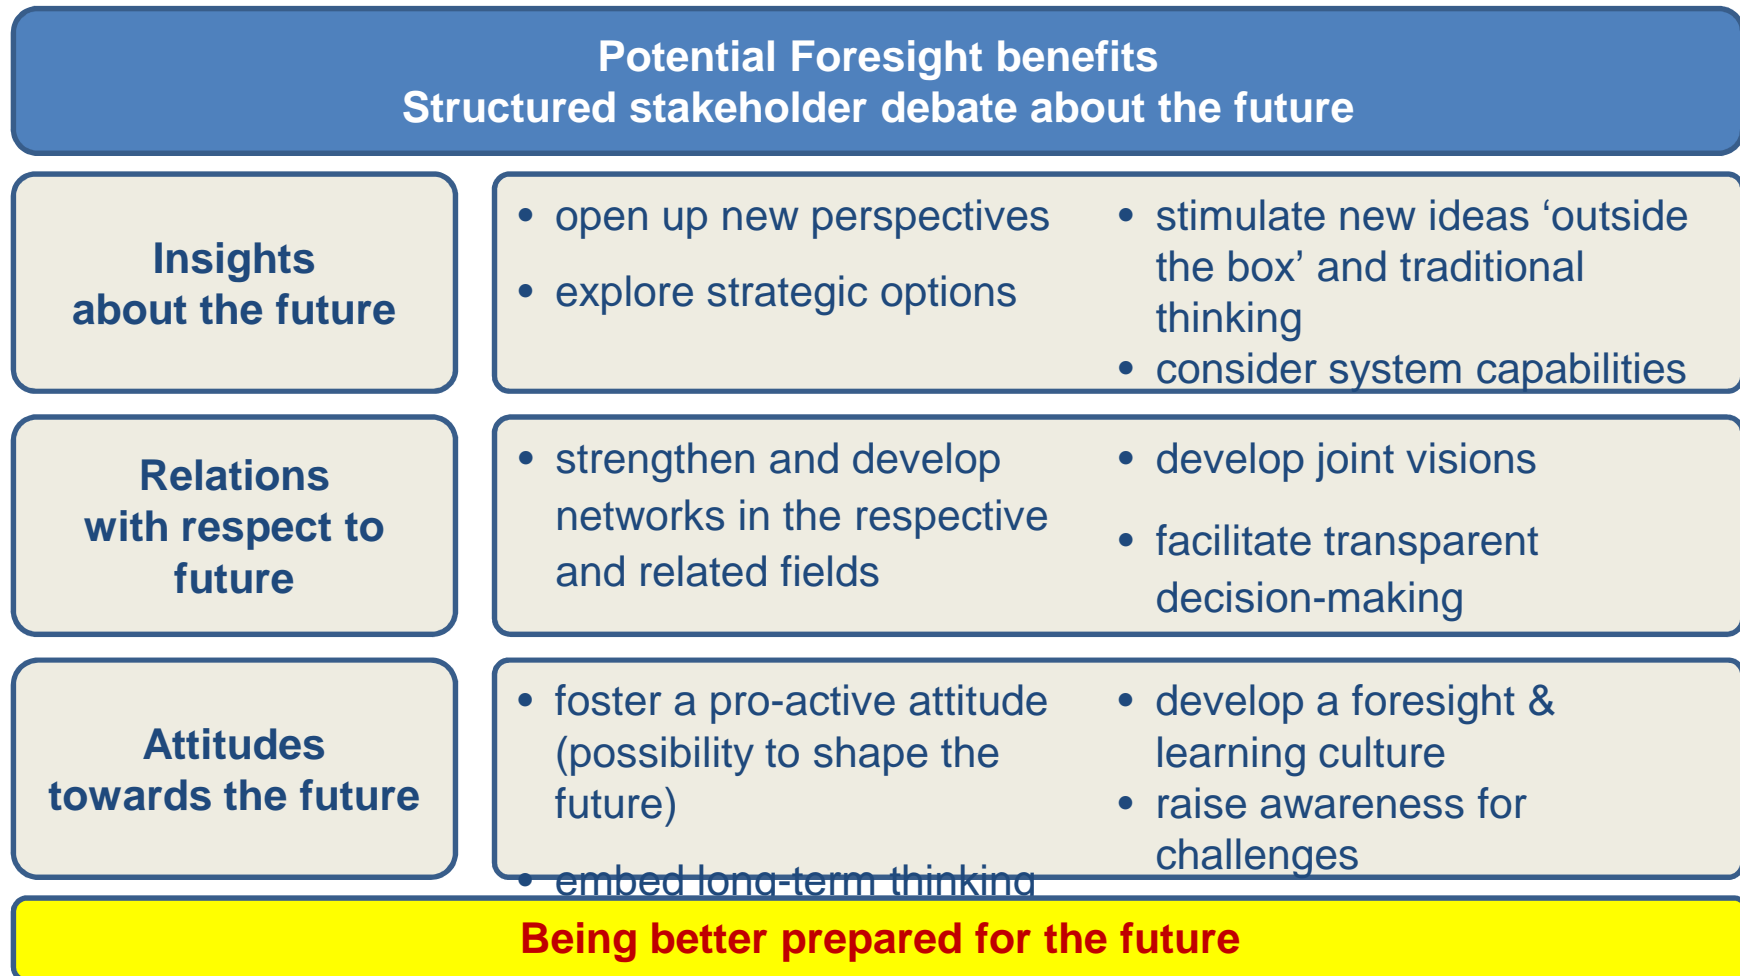 Potential Foresight benefits
Structured stakeholder debate about the future
Insights
about the future
• open up new perspectives
• explore strategic options
• stimulate new ideas ‘outside
the box’ and traditional
thinking
• consider system capabilities
Relations
with respect to
future
• strengthen and develop
networks in the respective
and related fields
• develop joint visions
• facilitate transparent
decision-making
Attitudes
towards the future
• foster a pro-active attitude
(possibility to shape the
future)
• embed long-term thinking
• develop a foresight &
learning culture
• raise awareness for
challenges
Being better prepared for the future